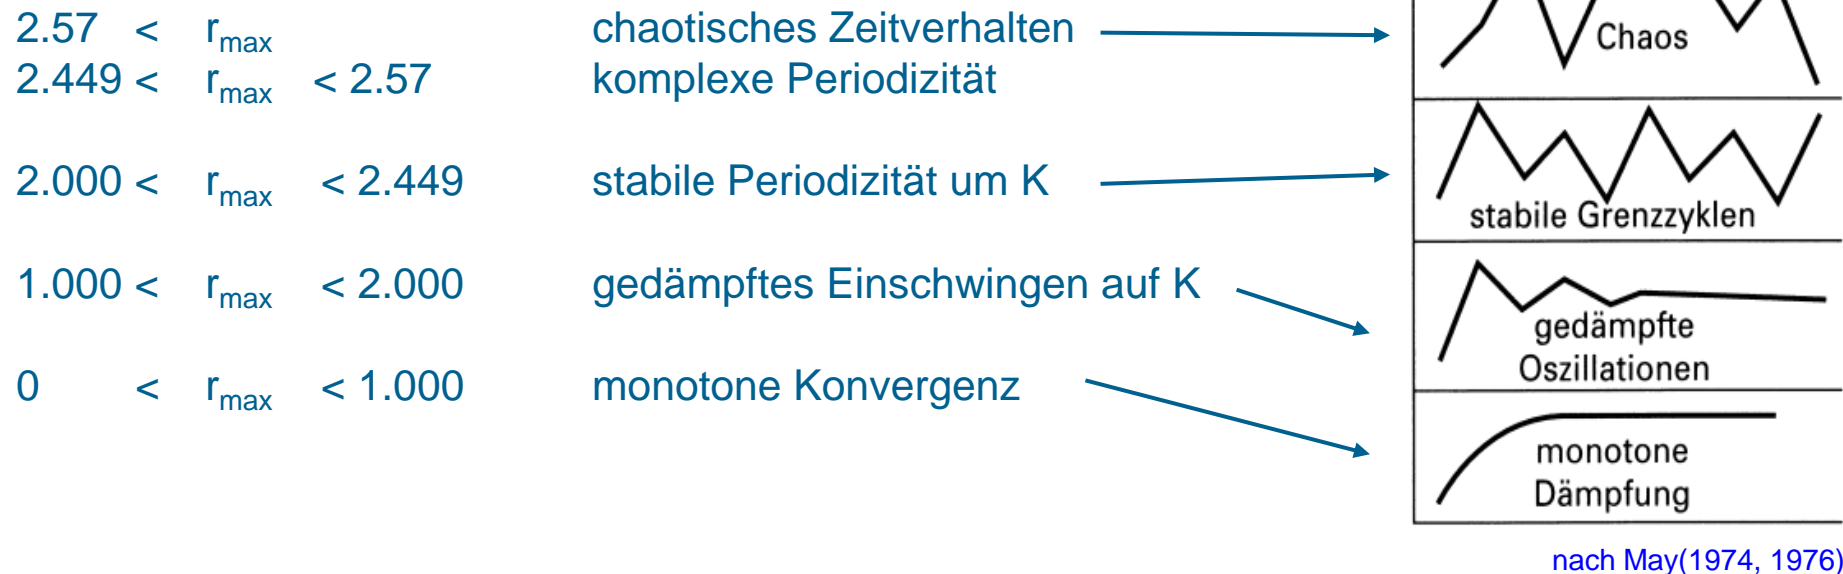 2.57 < rmax chaotisches Zeitverhalten
2.449 < rmax < 2.57 komplexe Periodizität
2.000 < rmax < 2.449 stabile Periodizität um K
1.000 < rmax < 2.000 gedämpftes Einschwingen auf K
0 < rmax < 1.000 monotone Konvergenz
Chaos
stabile Grenzzyklen
gedämpfte
Oszillationen
monotone
Dämpfung
nach May(1974, 1976)